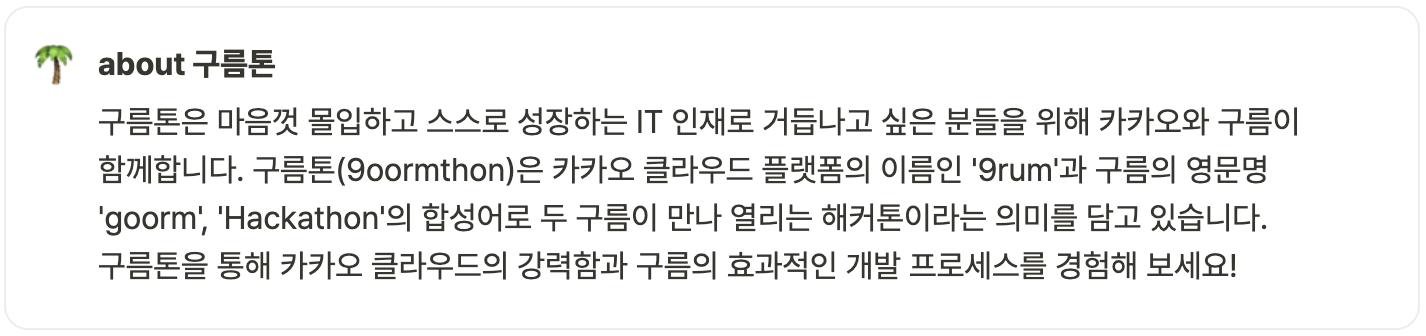 about 구름톤
구름톤은 마음껏 몰입하고 스스로 성장하는 IT 인재로 거듭나고 싶은 분들을 위해 카카오와 구름이
함께합니다. 구름톤(9oormthon)은 카카오 클라우드 플랫폼의 이름인 '9rum'과 구름의 영문명
'goorm', 'Hackathon'의 합성어로 두 구름이 만나 열리는 해커톤이라는 의미를 담고 있습니다.
구름톤을 통해 카카오 클라우드의 강력함과 구름의 효과적인 개발 프로세스를 경험해 보세요!